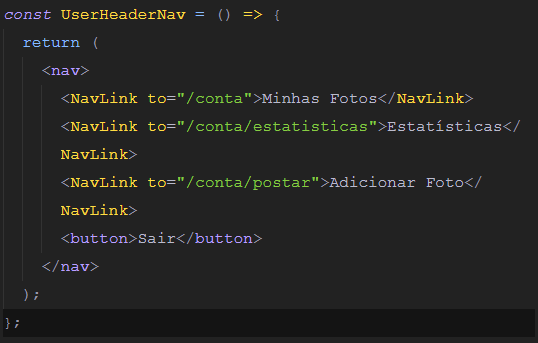 const UserHeaderNav = () => {
  return (
    <nav>
      <NavLink to="/conta">Minhas Fotos</NavLink>
      <NavLink to="/conta/estatisticas">Estatísticas</
      NavLink>
      <NavLink to="/conta/postar">Adicionar Foto</
      NavLink>
      <button>Sair</button>
    </nav>
  );
};